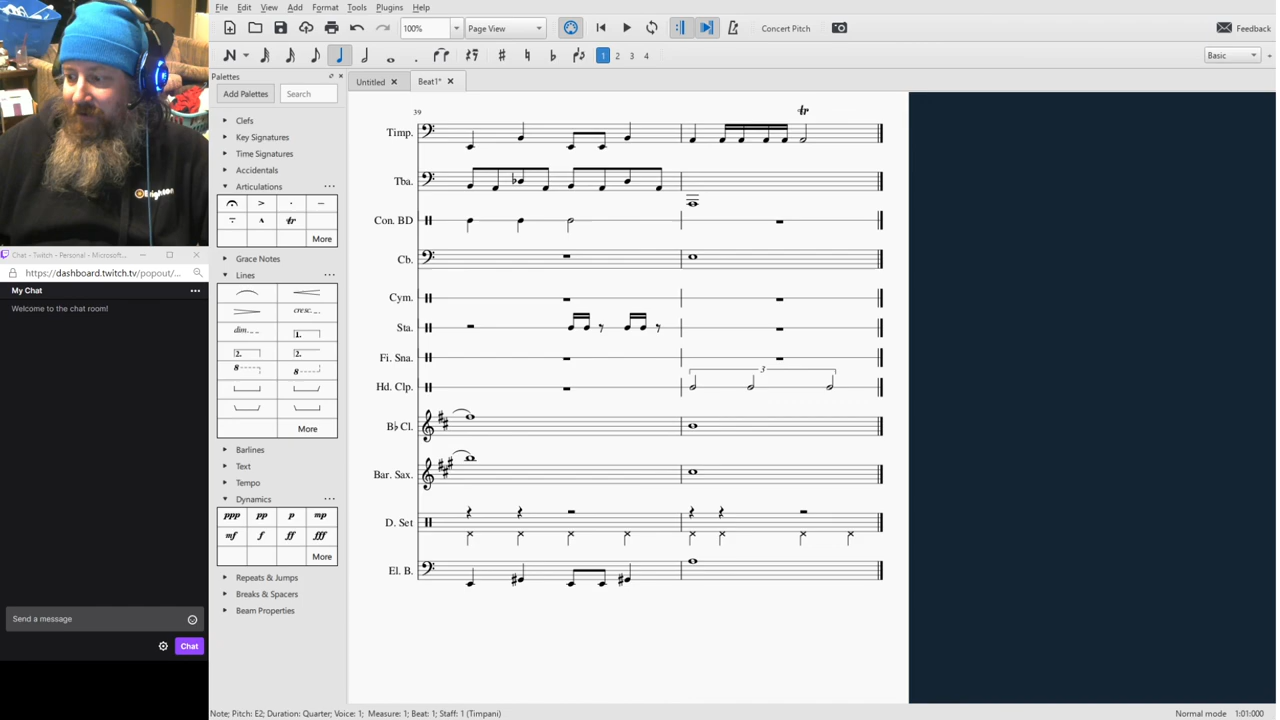 File Edit View Add Format Tools Plugins Help
100% Page View Concert Pitch Feedback
1 2 3 4 Basic
Palettes
Untitled Beat1*
Add Palettes Search
Clefs
Key Signatures
Time Signatures
Accidentals
Articulations
tr
More
Grace Notes
Lines
cresc.
dim. 1.
2. 2.
8 8
More
Barlines
Text
Tempo
Dynamics
ppp pp p mp
mf f ff fff
More
Repeats & Jumps
Breaks & Spacers
Beam Properties
39
tr
Timp.
Tba.
Con. BD
Cb.
Cym.
Sta.
Fi. Sna.
3
Hd. Clp.
B♭ Cl.
Bar. Sax.
D. Set
El. B.
Chat - Twitch - Personal - Microsoft...
https://dashboard.twitch.tv/popout/...
My Chat
Welcome to the chat room!
Send a message
Chat
Note; Pitch: E2; Duration: Quarter; Voice: 1; Measure: 1; Beat: 1; Staff: 1 (Timpani)
Normal mode 1:01:000